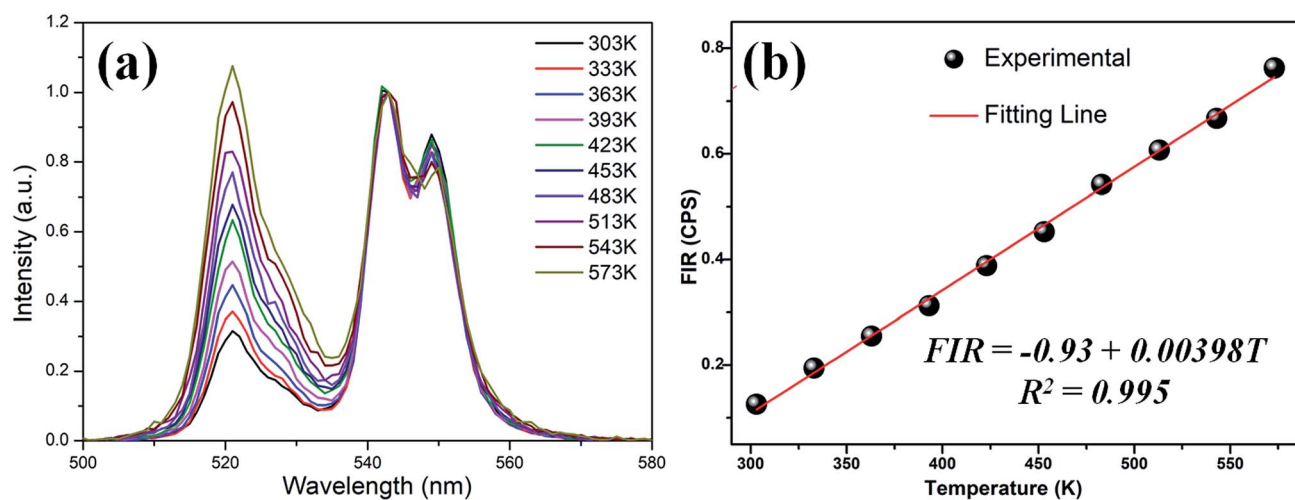 (a)
1.2
1.0
0.8
0.6
0.4
0.2
0.0
Intensity (a.u.)
500 520 540 560 580
Wavelength (nm)
303K
333K
363K
393K
423K
453K
483K
513K
543K
573K
(b)
0.8
0.6
0.4
0.2
FIR (CPS)
Experimental
Fitting Line
FIR = -0.93 + 0.00398T
R² = 0.995
300 350 400 450 500 550
Temperature (K)